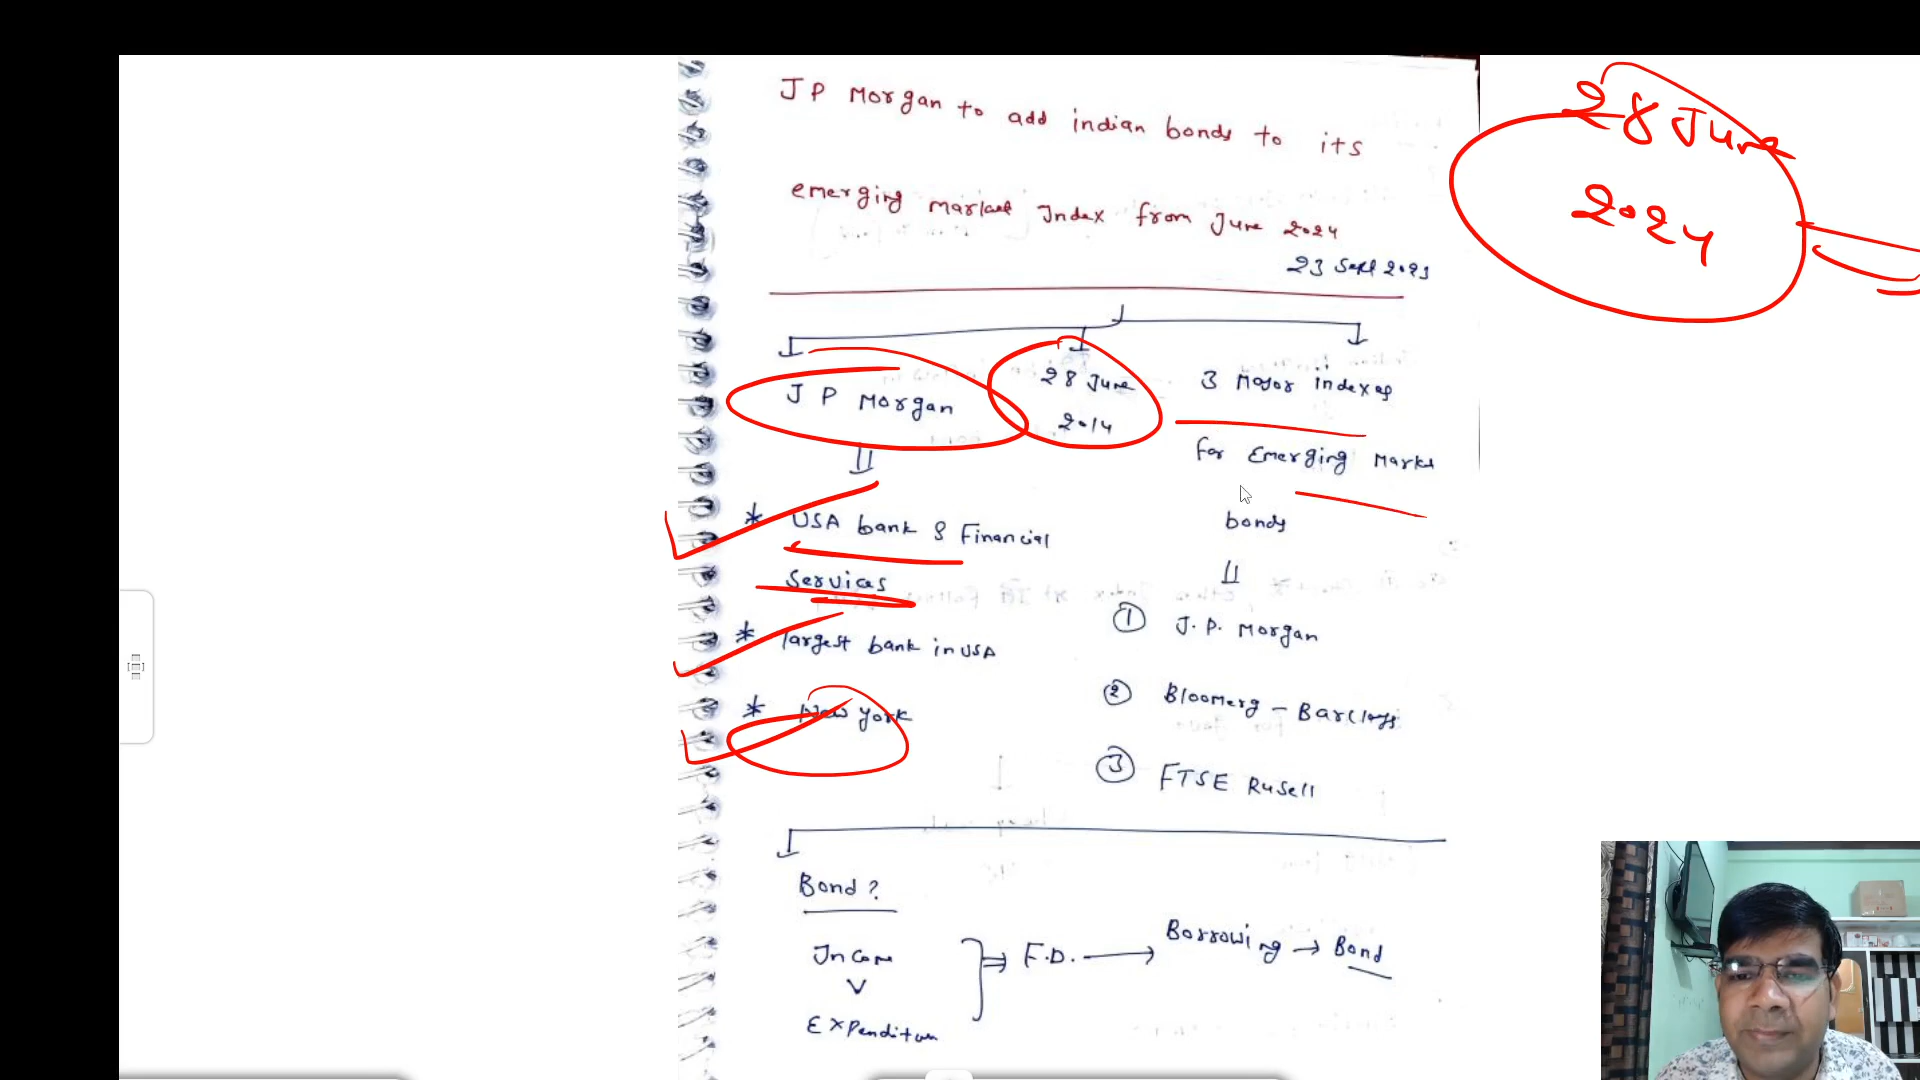 JP Morgan to add indian bonds to its
emerging market Index from June 2024
23 Sept 2023
28 June
2024
J P Morgan
28 June
2014
3 Major indexes
for Emerging Market
bonds
* USA bank & Financial
Services
* largest bank in USA
* New york
① J.P. Morgan
② Bloomerg - Barclays
③ FTSE Rusell
Bond?
Income
V
Expenditure
F.D. → Borrowing → Bond